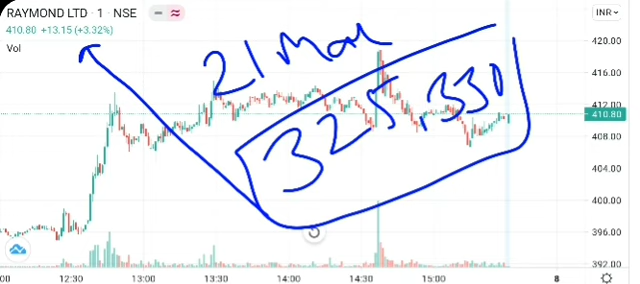 RAYMOND LTD · 1 · NSE
INR
410.80 +13.15 (+3.32%)
Vol
21 Mar
325,330
420.00
416.00
412.00
410.80
408.00
404.00
400.00
396.00
392.00
12:30 13:00 13:30 14:00 14:30 15:00 8